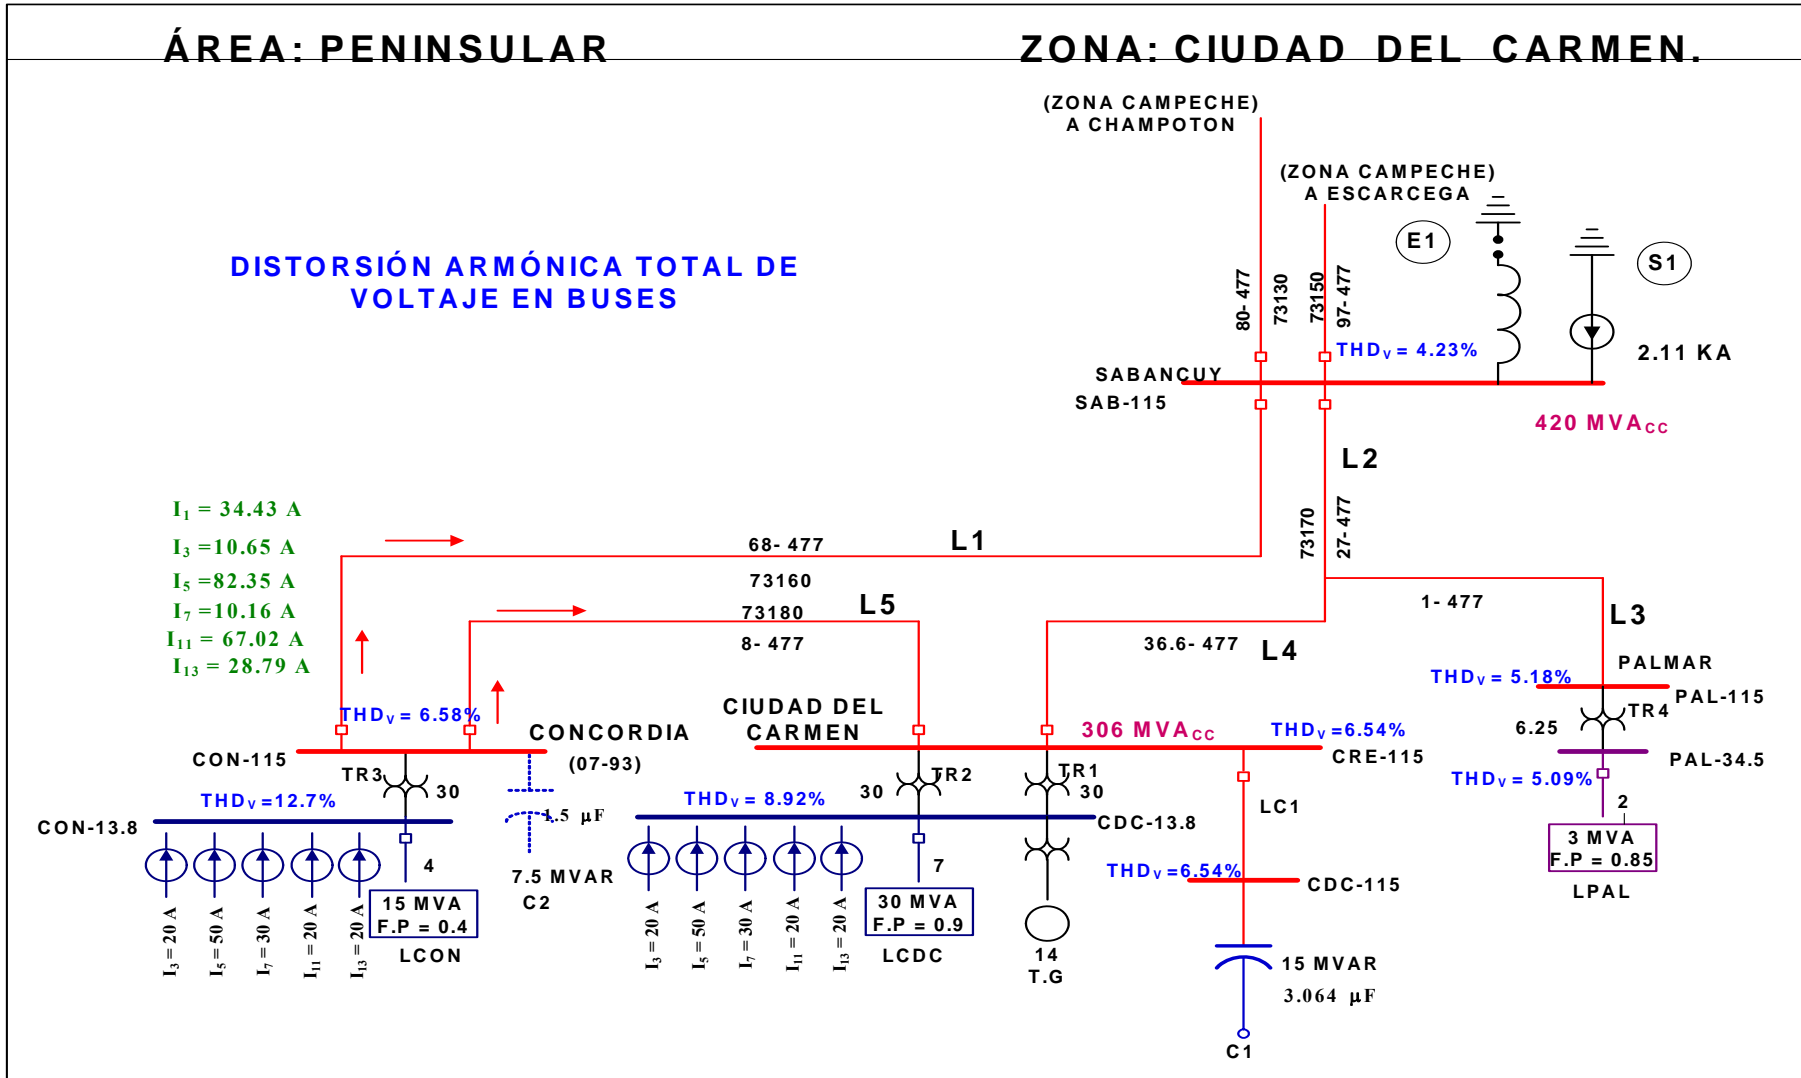 ÁREA: PENINSULAR
ZONA: CIUDAD DEL CARMEN.
(ZONA CAMPECHE)
A CHAMPOTON
(ZONA CAMPECHE)
A ESCARCEGA
E1
S1
DISTORSIÓN ARMÓNICA TOTAL DE
VOLTAJE EN BUSES
80-477
73130
73150
97-477
THDV = 4.23%
2.11 KA
SABANCUY
SAB-115
420 MVACC
L2
73170
27-477
I1 = 34.43 A
I3 =10.65 A
I5 =82.35 A
I7 =10.16 A
I11 = 67.02 A
I13 = 28.79 A
68-477
L1
73160
73180
L5
8-477
1-477
L3
36.6-477
L4
PALMAR
THDV = 5.18%
PAL-115
TR4
6.25
PAL-34.5
THDV = 5.09%
2
3 MVA
F.P = 0.85
LPAL
THDV = 6.58%
CONCORDIA
(07-93)
CON-115
TR3
30
THDV =12.7%
CON-13.8
1.5 µF
7.5 MVAR
C2
4
15 MVA
F.P = 0.4
LCON
I3 = 20 A
I5 = 50 A
I7 = 30 A
I11 = 20 A
I13 = 20 A
CIUDAD DEL
CARMEN
306 MVACC
THDV = 6.54%
CRE-115
TR2
30
TR1
30
THDV = 8.92%
CDC-13.8
LC1
THDV =6.54%
CDC-115
7
30 MVA
F.P = 0.9
LCDC
I3 = 20 A
I5 = 50 A
I7 = 30 A
I11 = 20 A
I13 = 20 A
14
T.G
15 MVAR
3.064 µF
C1